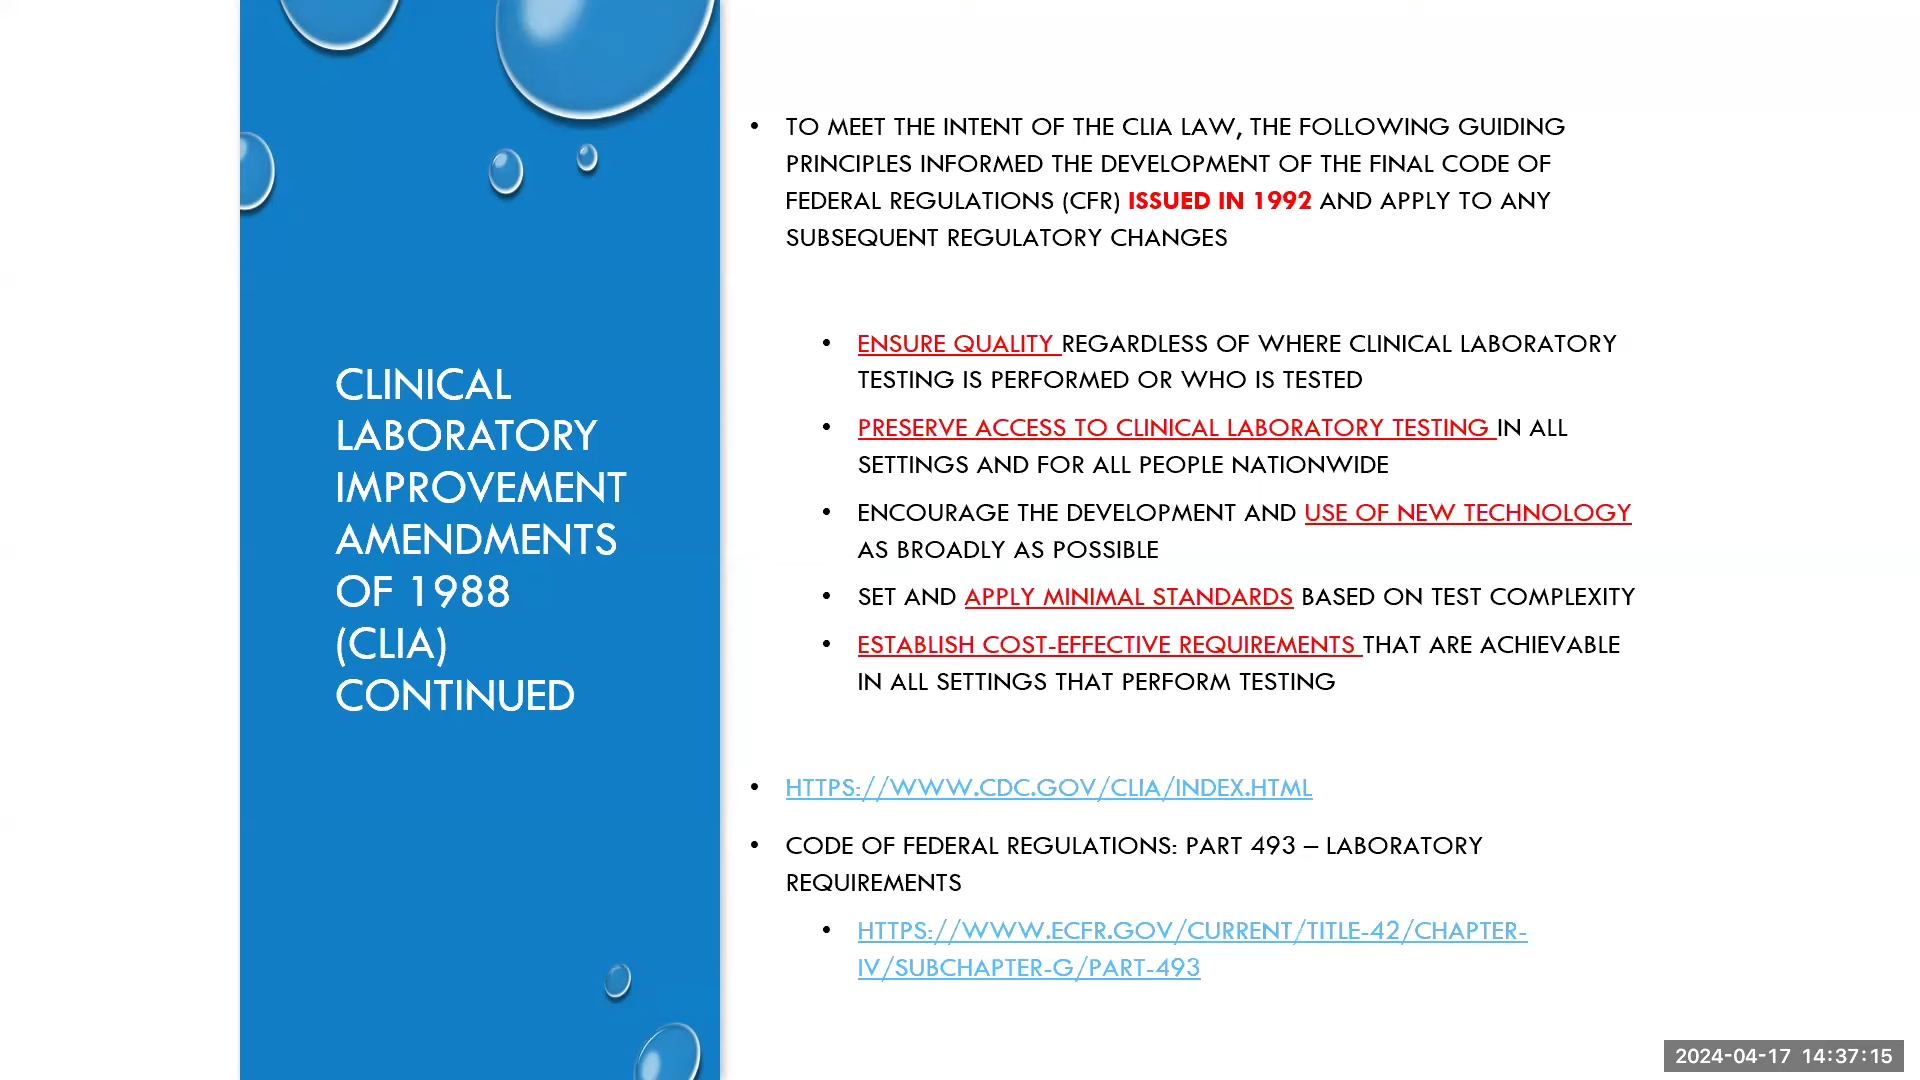 CLINICAL
LABORATORY
IMPROVEMENT
AMENDMENTS
OF 1988
(CLIA)
CONTINUED
• TO MEET THE INTENT OF THE CLIA LAW, THE FOLLOWING GUIDING
PRINCIPLES INFORMED THE DEVELOPMENT OF THE FINAL CODE OF
FEDERAL REGULATIONS (CFR) ISSUED IN 1992 AND APPLY TO ANY
SUBSEQUENT REGULATORY CHANGES
• ENSURE QUALITY REGARDLESS OF WHERE CLINICAL LABORATORY
TESTING IS PERFORMED OR WHO IS TESTED
• PRESERVE ACCESS TO CLINICAL LABORATORY TESTING IN ALL
SETTINGS AND FOR ALL PEOPLE NATIONWIDE
• ENCOURAGE THE DEVELOPMENT AND USE OF NEW TECHNOLOGY
AS BROADLY AS POSSIBLE
• SET AND APPLY MINIMAL STANDARDS BASED ON TEST COMPLEXITY
• ESTABLISH COST-EFFECTIVE REQUIREMENTS THAT ARE ACHIEVABLE
IN ALL SETTINGS THAT PERFORM TESTING
• HTTPS://WWW.CDC.GOV/CLIA/INDEX.HTML
• CODE OF FEDERAL REGULATIONS: PART 493 – LABORATORY
REQUIREMENTS
• HTTPS://WWW.ECFR.GOV/CURRENT/TITLE-42/CHAPTER-
IV/SUBCHAPTER-G/PART-493
2024-04-17 14:37:15